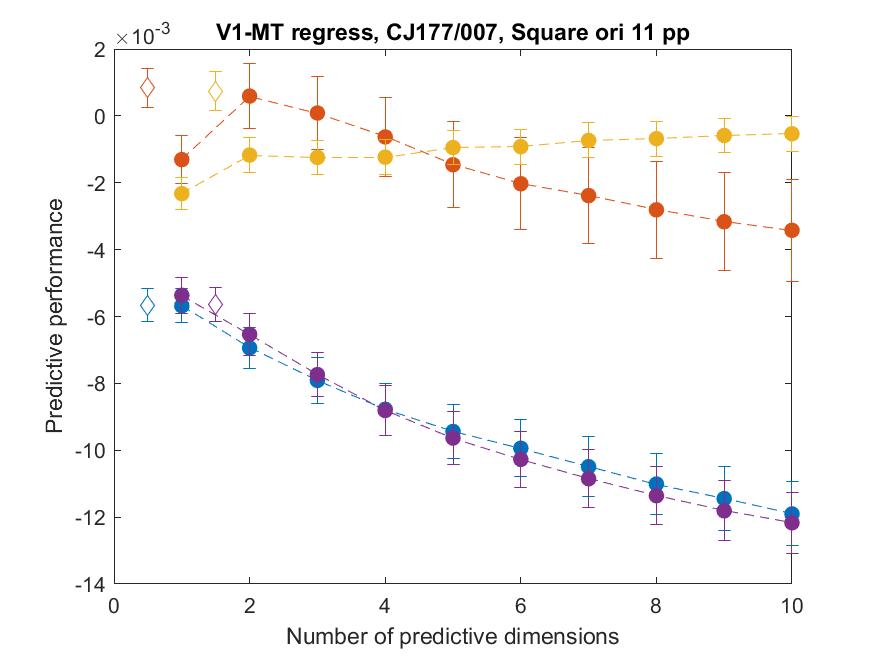 ×10⁻³
V1-MT regress, CJ177/007, Square ori 11 pp
2
0
-2
-4
-6
-8
-10
-12
-14
Predictive performance
0 2 4 6 8 10
Number of predictive dimensions